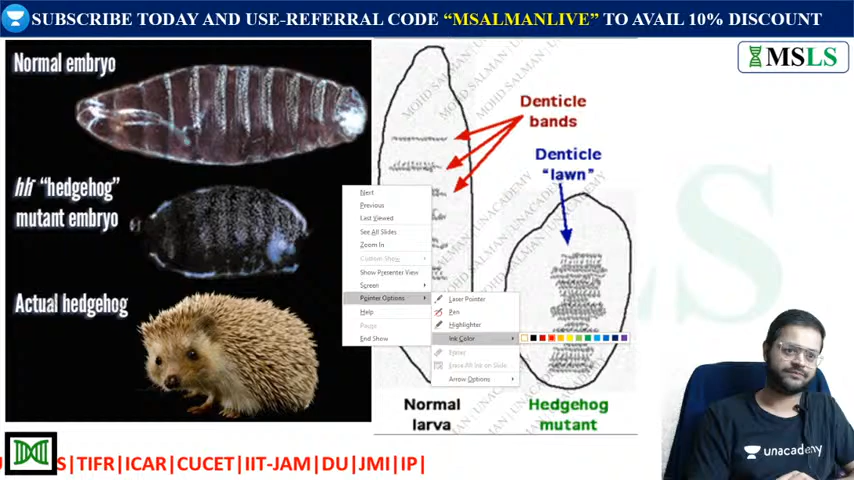 SUBSCRIBE TODAY AND USE-REFERRAL CODE “MSALMANLIVE” TO AVAIL 10% DISCOUNT
MSLS
Normal embryo
hh “hedgehog”
mutant embryo
Actual hedgehog
Denticle
bands
Denticle
“lawn”
MOHD SALMAN / UNACADEMY
Next
Previous
Last Viewed
See All Slides
Zoom In
Custom Show
Show Presenter View
Screen
Pointer Options
Help
Pause
End Show
Laser Pointer
Pen
Highlighter
Ink Color
Eraser
Erase All Ink on Slide
Arrow Options
Normal
larva
Hedgehog
mutant
unacademy
S|TIFR|ICAR|CUCET|IIT-JAM|DU|JMI|IP|